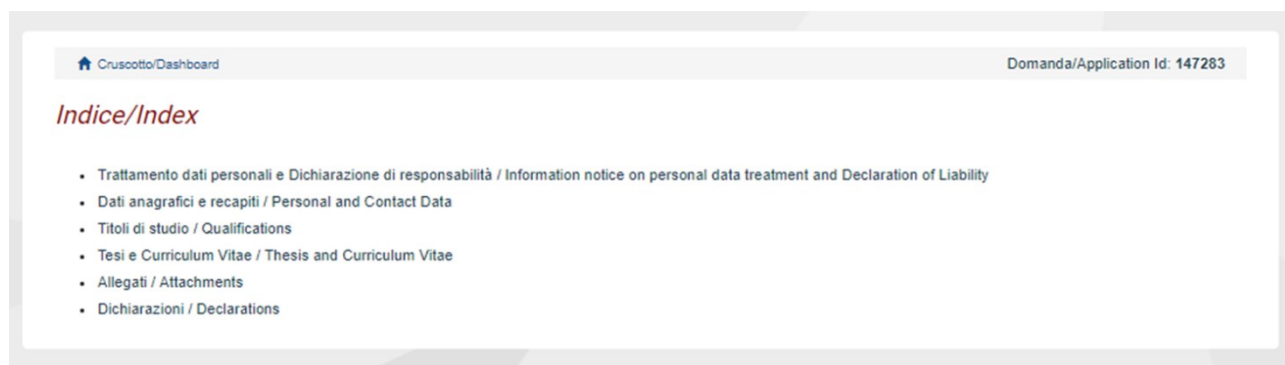 Cruscotto/Dashboard Domanda/Application Id: 147283
Indice/Index
• Trattamento dati personali e Dichiarazione di responsabilità / Information notice on personal data treatment and Declaration of Liability
• Dati anagrafici e recapiti / Personal and Contact Data
• Titoli di studio / Qualifications
• Tesi e Curriculum Vitae / Thesis and Curriculum Vitae
• Allegati / Attachments
• Dichiarazioni / Declarations